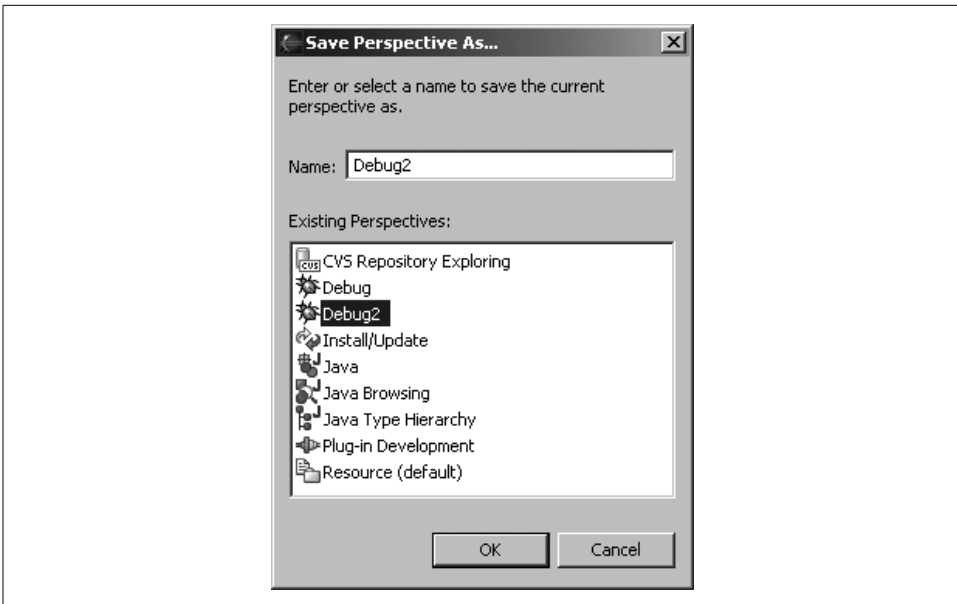 Save Perspective As...
Enter or select a name to save the current
perspective as.
Name: Debug2
Existing Perspectives:
CVS CVS Repository Exploring
Debug
Debug2
Install/Update
Java
Java Browsing
Java Type Hierarchy
Plug-in Development
Resource (default)
OK Cancel